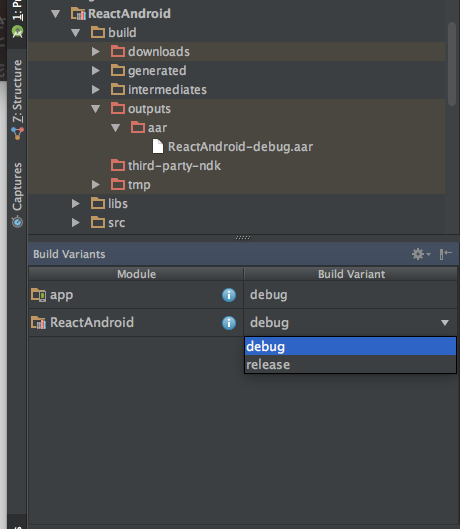 1: P
ReactAndroid
build
downloads
generated
intermediates
outputs
aar
ReactAndroid-debug.aar
third-party-ndk
tmp
libs
src
Z: Structure
Captures
Build Variants
Module Build Variant
app debug
ReactAndroid debug
debug
release